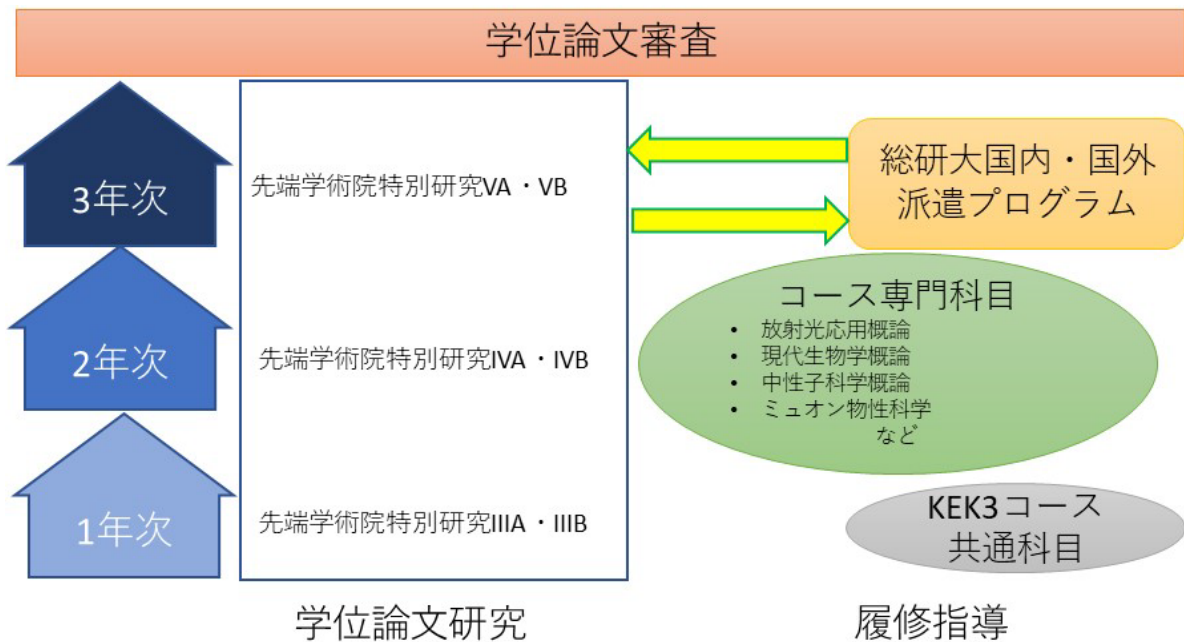 学位論文審査
3年次
先端学術院特別研究VA・VB
総研大国内・国外
派遣プログラム
2年次
先端学術院特別研究IVA・IVB
コース専門科目
• 放射光応用概論
• 現代生物学概論
• 中性子科学概論
• ミュオン物性科学
など
1年次
先端学術院特別研究IIIA・IIIB
KEK3コース
共通科目
学位論文研究
履修指導